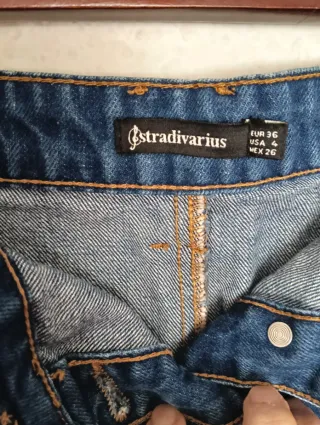 stradivarius
EUR 36
USA 4
MEX 26